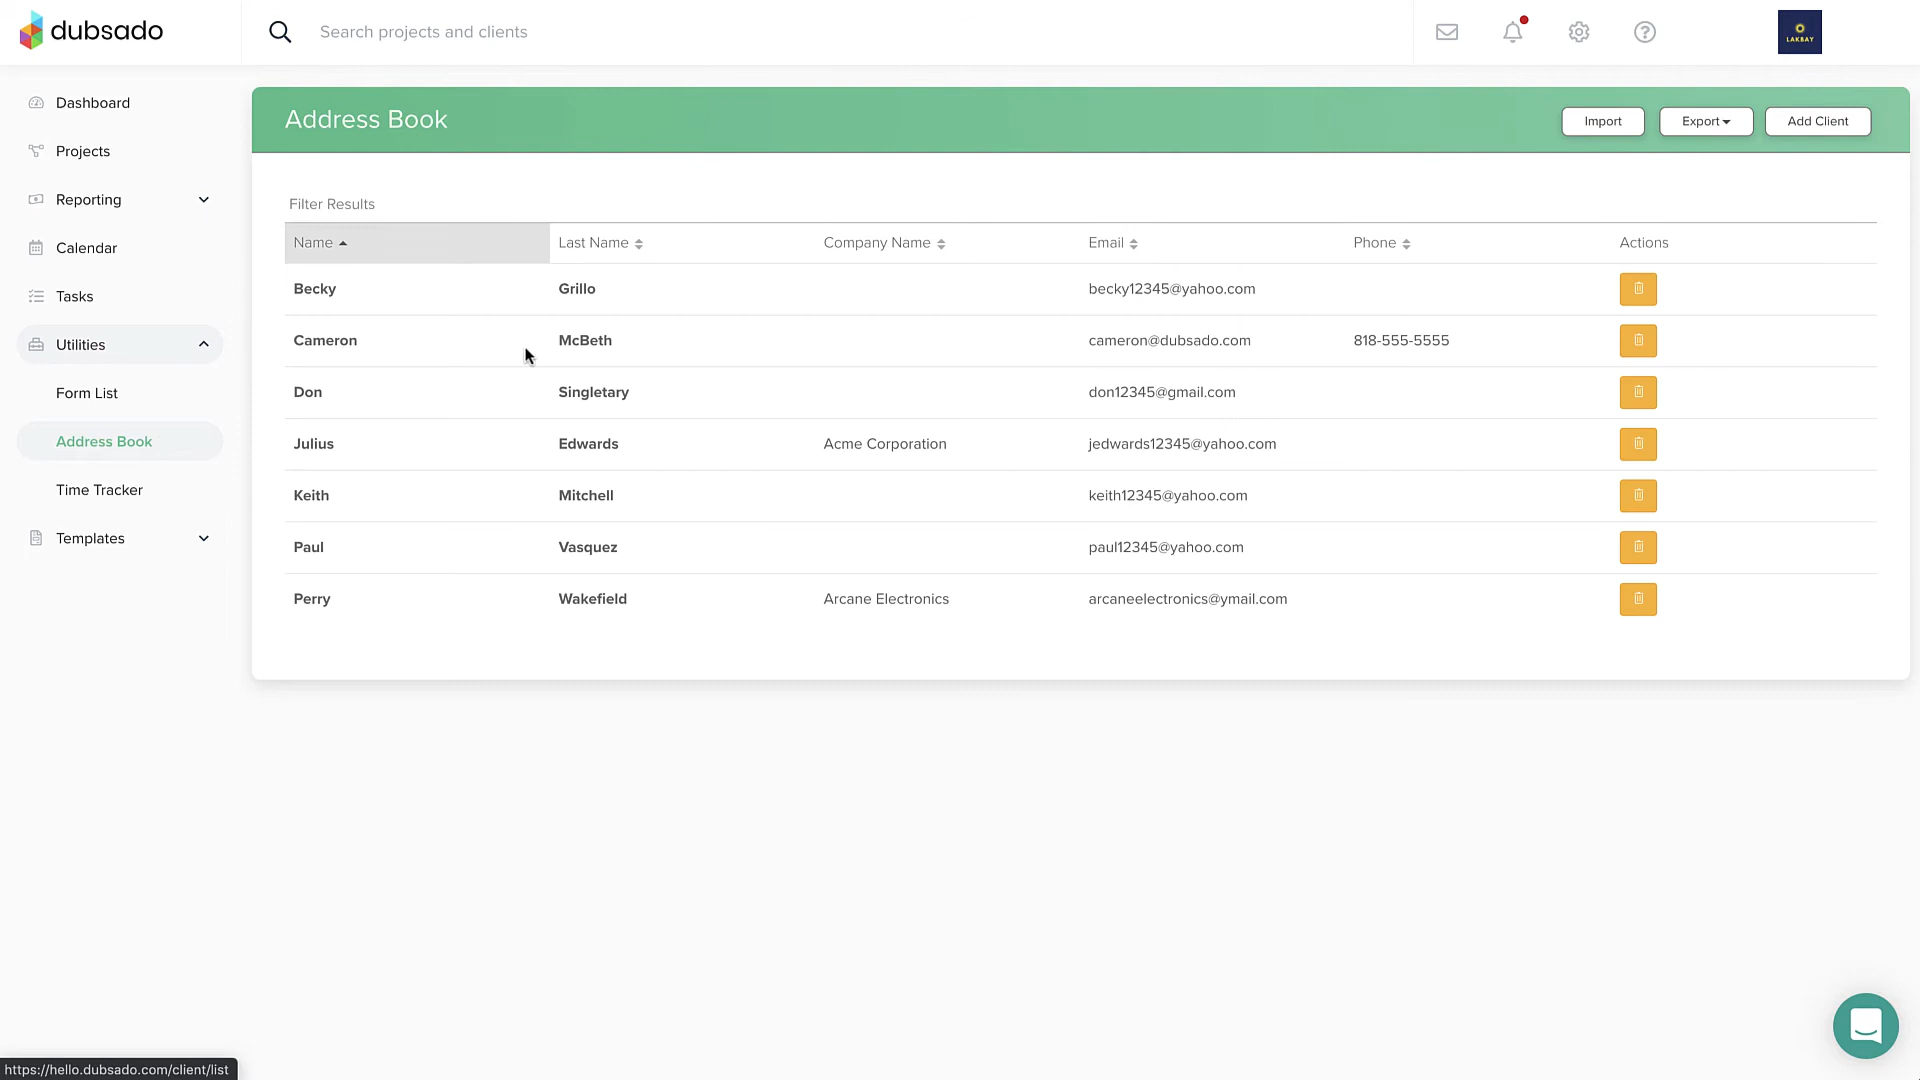 dubsado
Search projects and clients
LAKBAY
Dashboard
Projects
Reporting
Calendar
Tasks
Utilities
Form List
Address Book
Time Tracker
Templates
Address Book
Import
Export
Add Client
Filter Results
Name Last Name Company Name Email Phone Actions
Becky Grillo becky12345@yahoo.com
Cameron McBeth cameron@dubsado.com 818-555-5555
Don Singletary don12345@gmail.com
Julius Edwards Acme Corporation jedwards12345@yahoo.com
Keith Mitchell keith12345@yahoo.com
Paul Vasquez paul12345@yahoo.com
Perry Wakefield Arcane Electronics arcaneelectronics@ymail.com
https://hello.dubsado.com/client/list